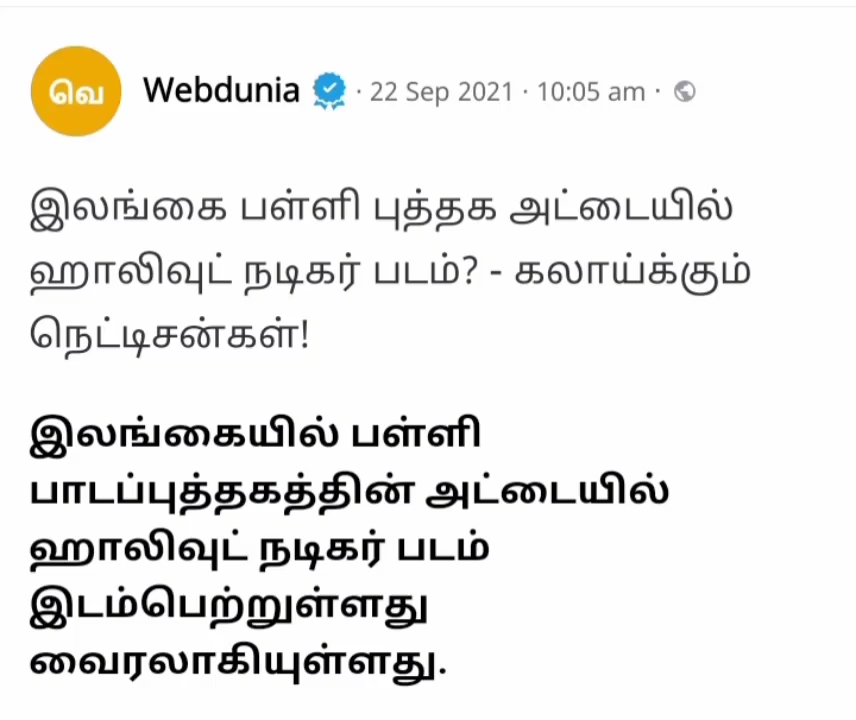 வெ Webdunia · 22 Sep 2021 · 10:05 am ·
இலங்கை பள்ளி புத்தக அட்டையில்
ஹாலிவுட் நடிகர் படம்? - கலாய்க்கும்
நெட்டிசன்கள்!
இலங்கையில் பள்ளி
பாடப்புத்தகத்தின் அட்டையில்
ஹாலிவுட் நடிகர் படம்
இடம்பெற்றுள்ளது
வைரலாகியுள்ளது.